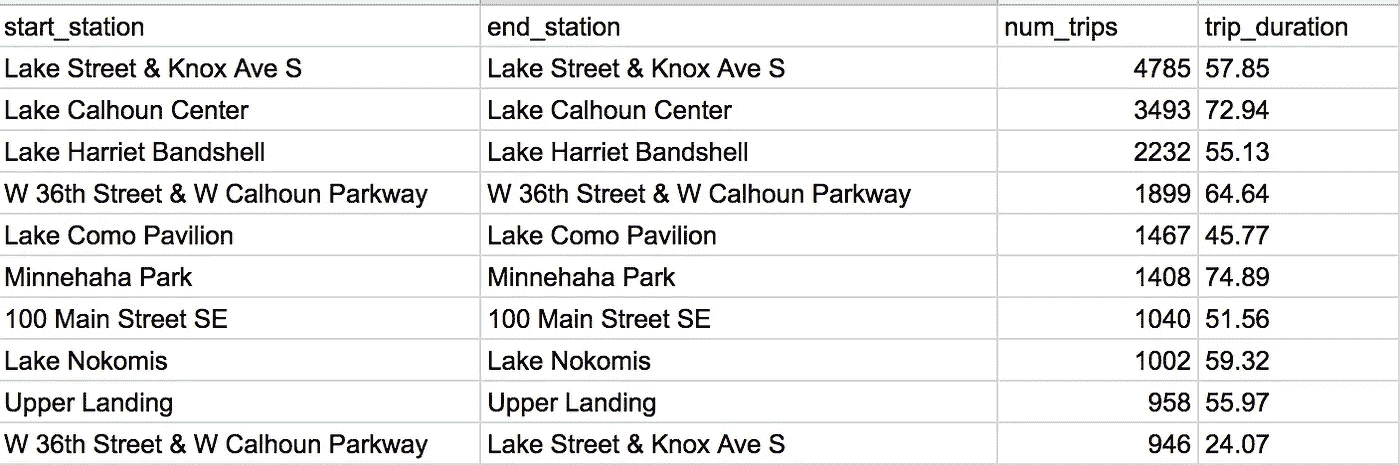 start_station end_station num_trips trip_duration
Lake Street & Knox Ave S Lake Street & Knox Ave S 4785 57.85
Lake Calhoun Center Lake Calhoun Center 3493 72.94
Lake Harriet Bandshell Lake Harriet Bandshell 2232 55.13
W 36th Street & W Calhoun Parkway W 36th Street & W Calhoun Parkway 1899 64.64
Lake Como Pavilion Lake Como Pavilion 1467 45.77
Minnehaha Park Minnehaha Park 1408 74.89
100 Main Street SE 100 Main Street SE 1040 51.56
Lake Nokomis Lake Nokomis 1002 59.32
Upper Landing Upper Landing 958 55.97
W 36th Street & W Calhoun Parkway Lake Street & Knox Ave S 946 24.07